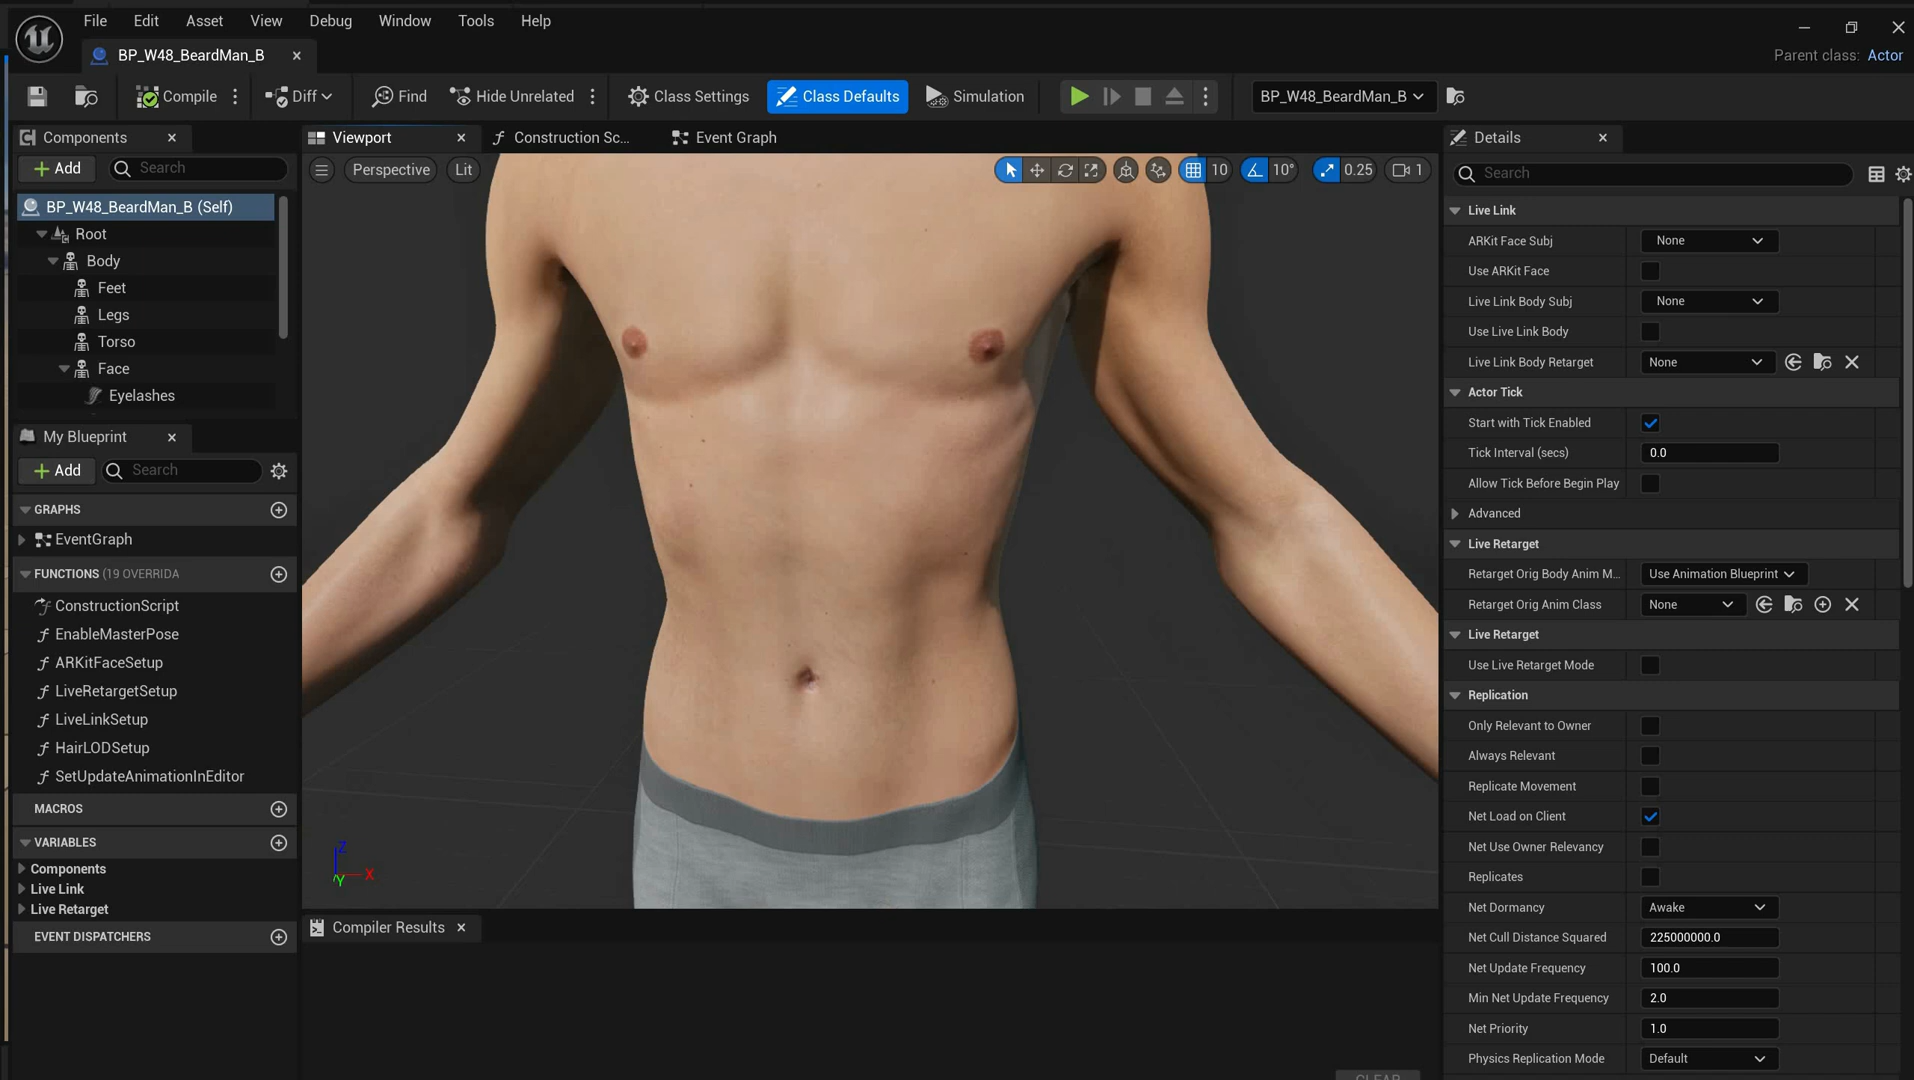 File Edit Asset View Debug Window Tools Help
BP_W48_BeardMan_B
Parent class: Actor
Compile Diff Find Hide Unrelated Class Settings Class Defaults Simulation BP_W48_BeardMan_B
Components
Add Search
BP_W48_BeardMan_B (Self)
Root
Body
Feet
Legs
Torso
Face
Eyelashes
My Blueprint
Add Search
GRAPHS
EventGraph
FUNCTIONS (19 OVERRIDA
ConstructionScript
EnableMasterPose
ARKitFaceSetup
LiveRetargetSetup
LiveLinkSetup
HairLODSetup
SetUpdateAnimationInEditor
MACROS
VARIABLES
Components
Live Link
Live Retarget
EVENT DISPATCHERS
Viewport Construction Sc... Event Graph
Perspective Lit 10 10° 0.25 1
Z
X
Y
Compiler Results
CLEAR
Details
Search
Live Link
ARKit Face Subj None
Use ARKit Face
Live Link Body Subj None
Use Live Link Body
Live Link Body Retarget None
Actor Tick
Start with Tick Enabled
Tick Interval (secs) 0.0
Allow Tick Before Begin Play
Advanced
Live Retarget
Retarget Orig Body Anim M... Use Animation Blueprint
Retarget Orig Anim Class None
Live Retarget
Use Live Retarget Mode
Replication
Only Relevant to Owner
Always Relevant
Replicate Movement
Net Load on Client
Net Use Owner Relevancy
Replicates
Net Dormancy Awake
Net Cull Distance Squared 225000000.0
Net Update Frequency 100.0
Min Net Update Frequency 2.0
Net Priority 1.0
Physics Replication Mode Default